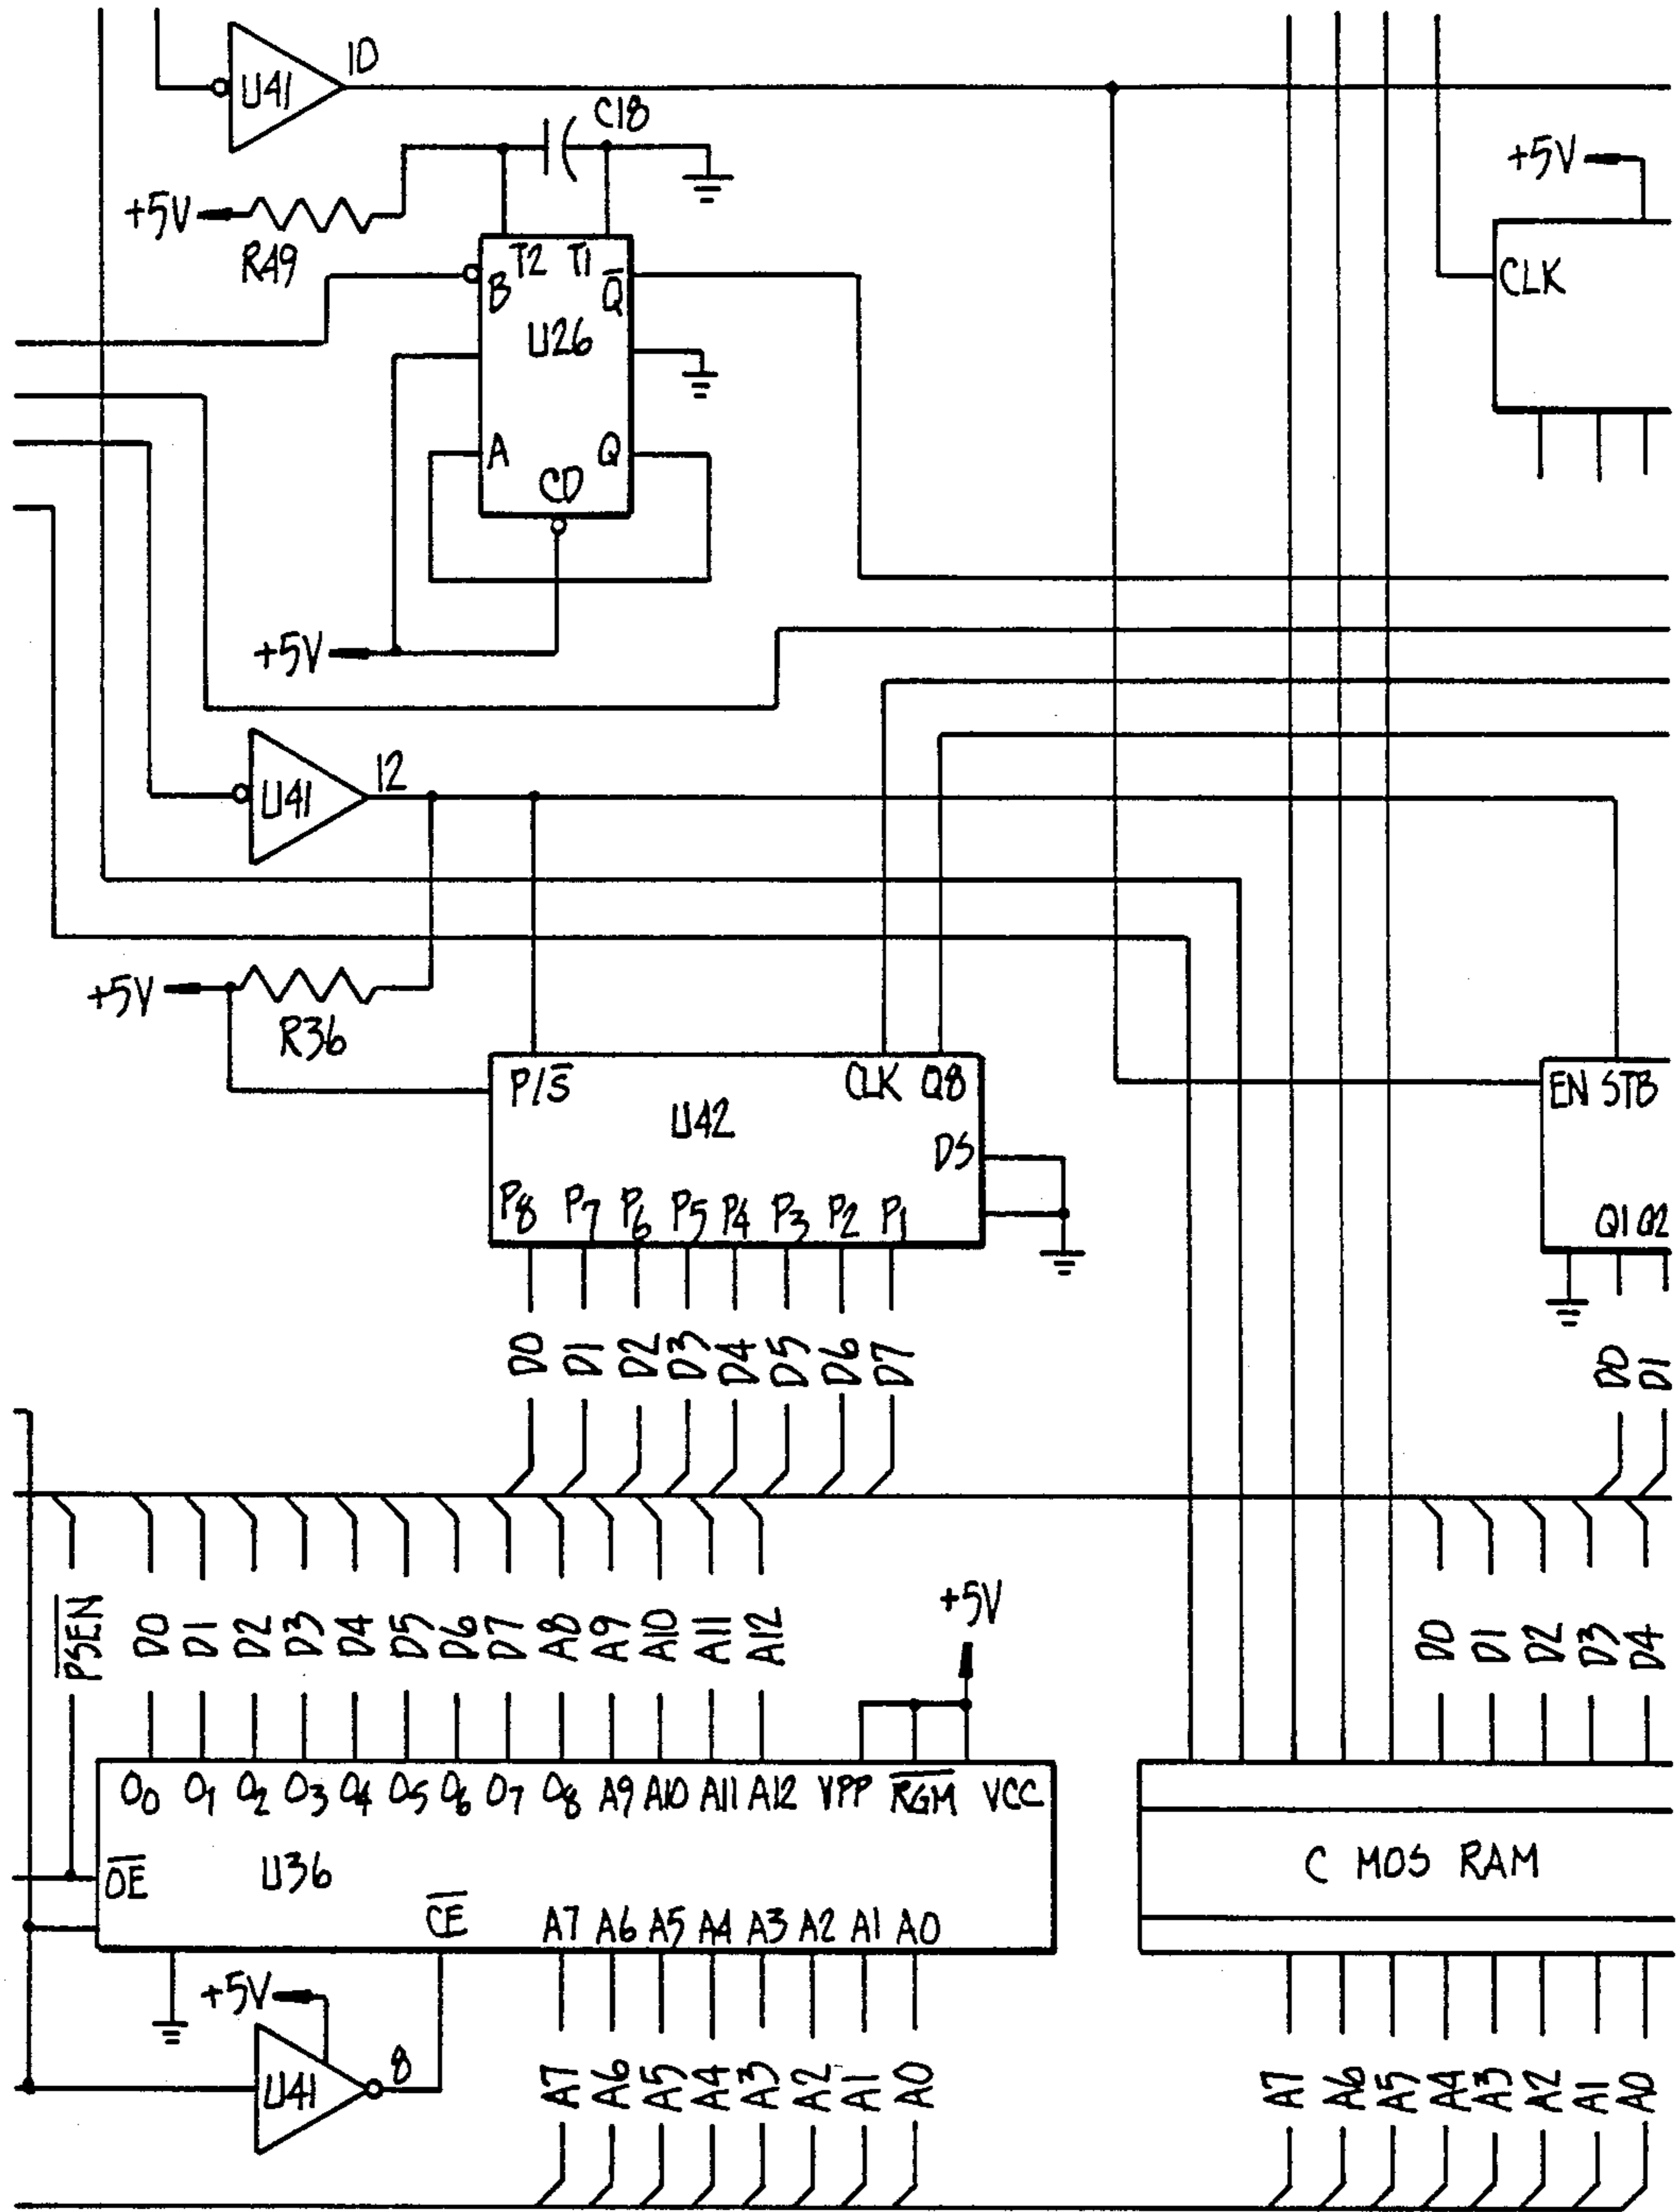 U41
10
C18
+5V
+5V
R49
CLK
T2 T1
B
Q̅
U26
A
Q
CD
+5V
U41
12
+5V
R36
P/S̅
CLK Q8
EN STB
U42
DS
P8 P7 P6 P5 P4 P3 P2 P1
Q1 Q2
D0 D1 D2 D3 D4 D5 D6 D7
D0 D1
P̅S̅E̅N̅ D0 D1 D2 D3 D4 D5 D6 D7 A8 A9 A10 A11 A12
+5V
D0 D1 D2 D3 D4
O0 O1 O2 O3 O4 O5 O6 O7 O8 A9 A10 A11 A12 VPP R̅G̅M̅ VCC
O̅E̅
U36
C MOS RAM
C̅E̅
A7 A6 A5 A4 A3 A2 A1 A0
+5V
U41
8
A7 A6 A5 A4 A3 A2 A1 A0
A7 A6 A5 A4 A3 A2 A1 A0